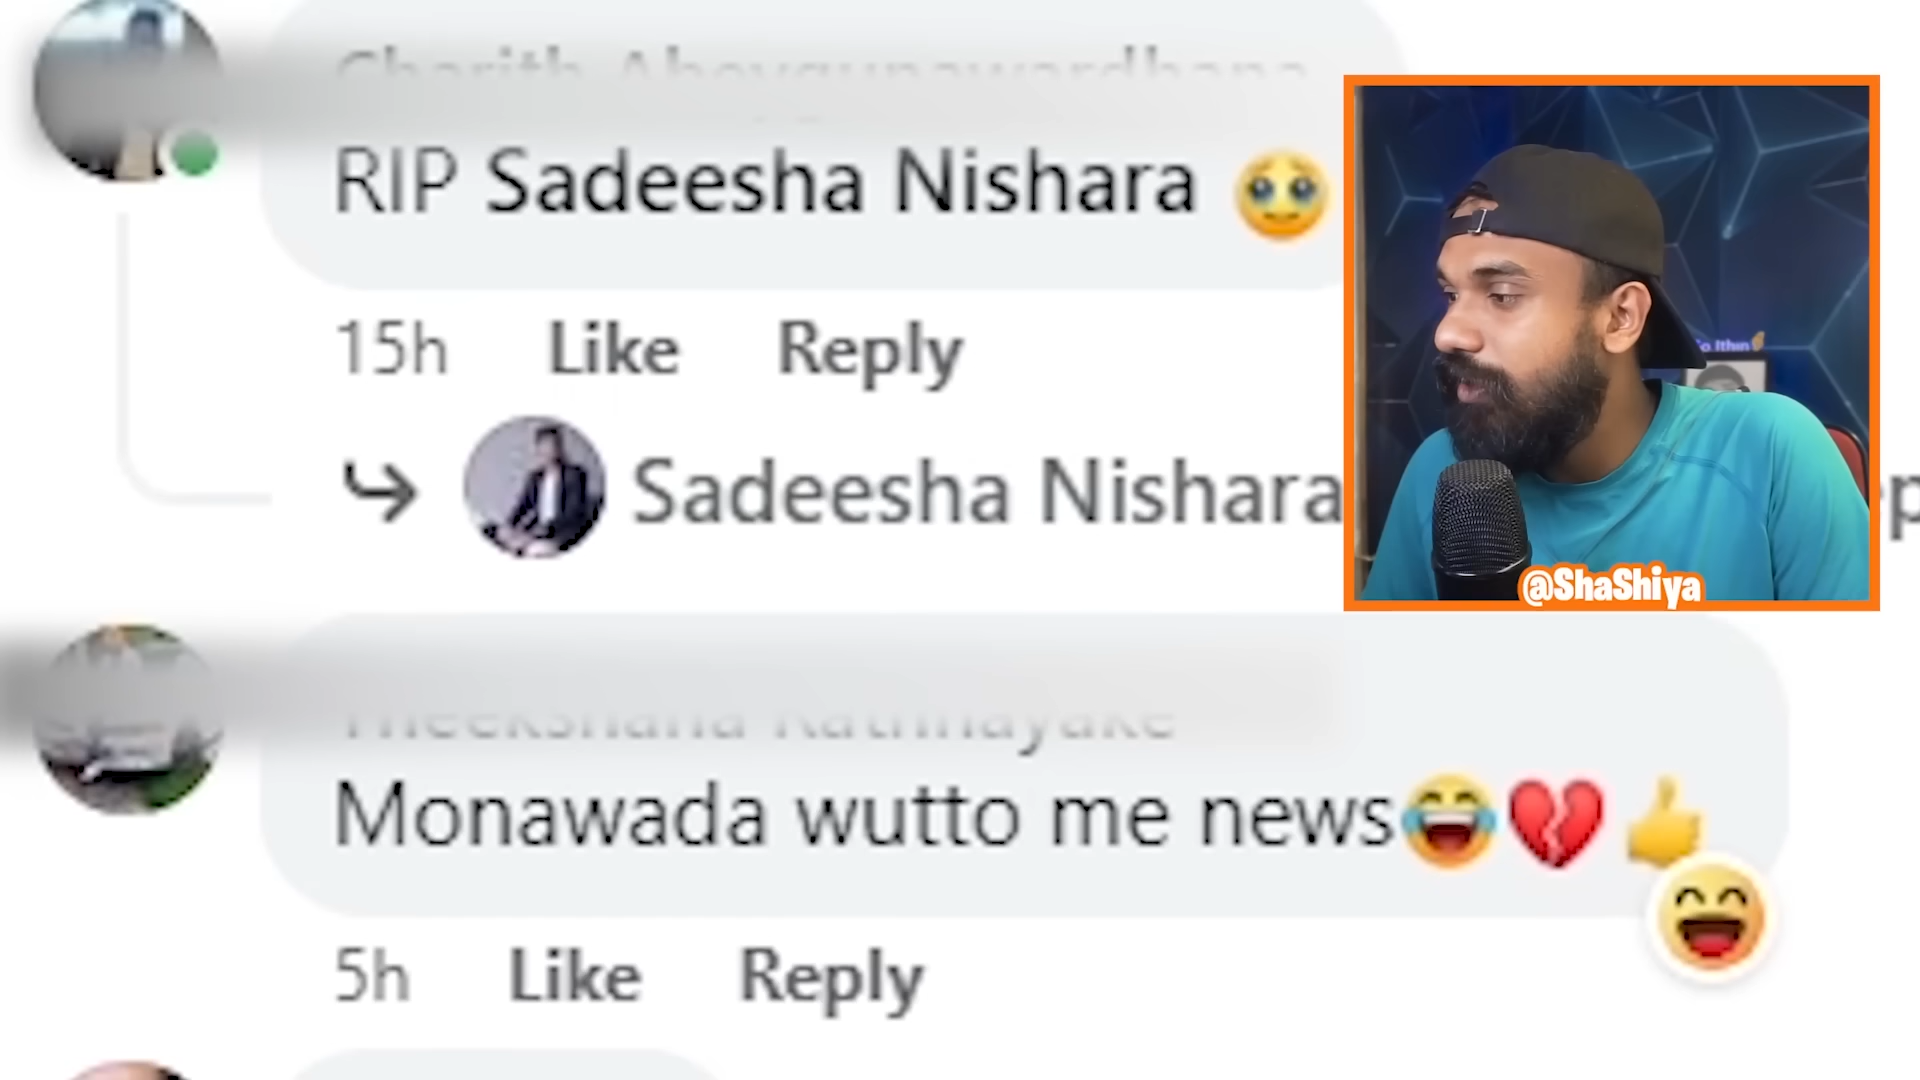 RIP Sadeesha Nishara 🥹
15h Like Reply
Sadeesha Nishara
Monawada wutto me news😂💔👍
5h Like Reply
@ShaShiya